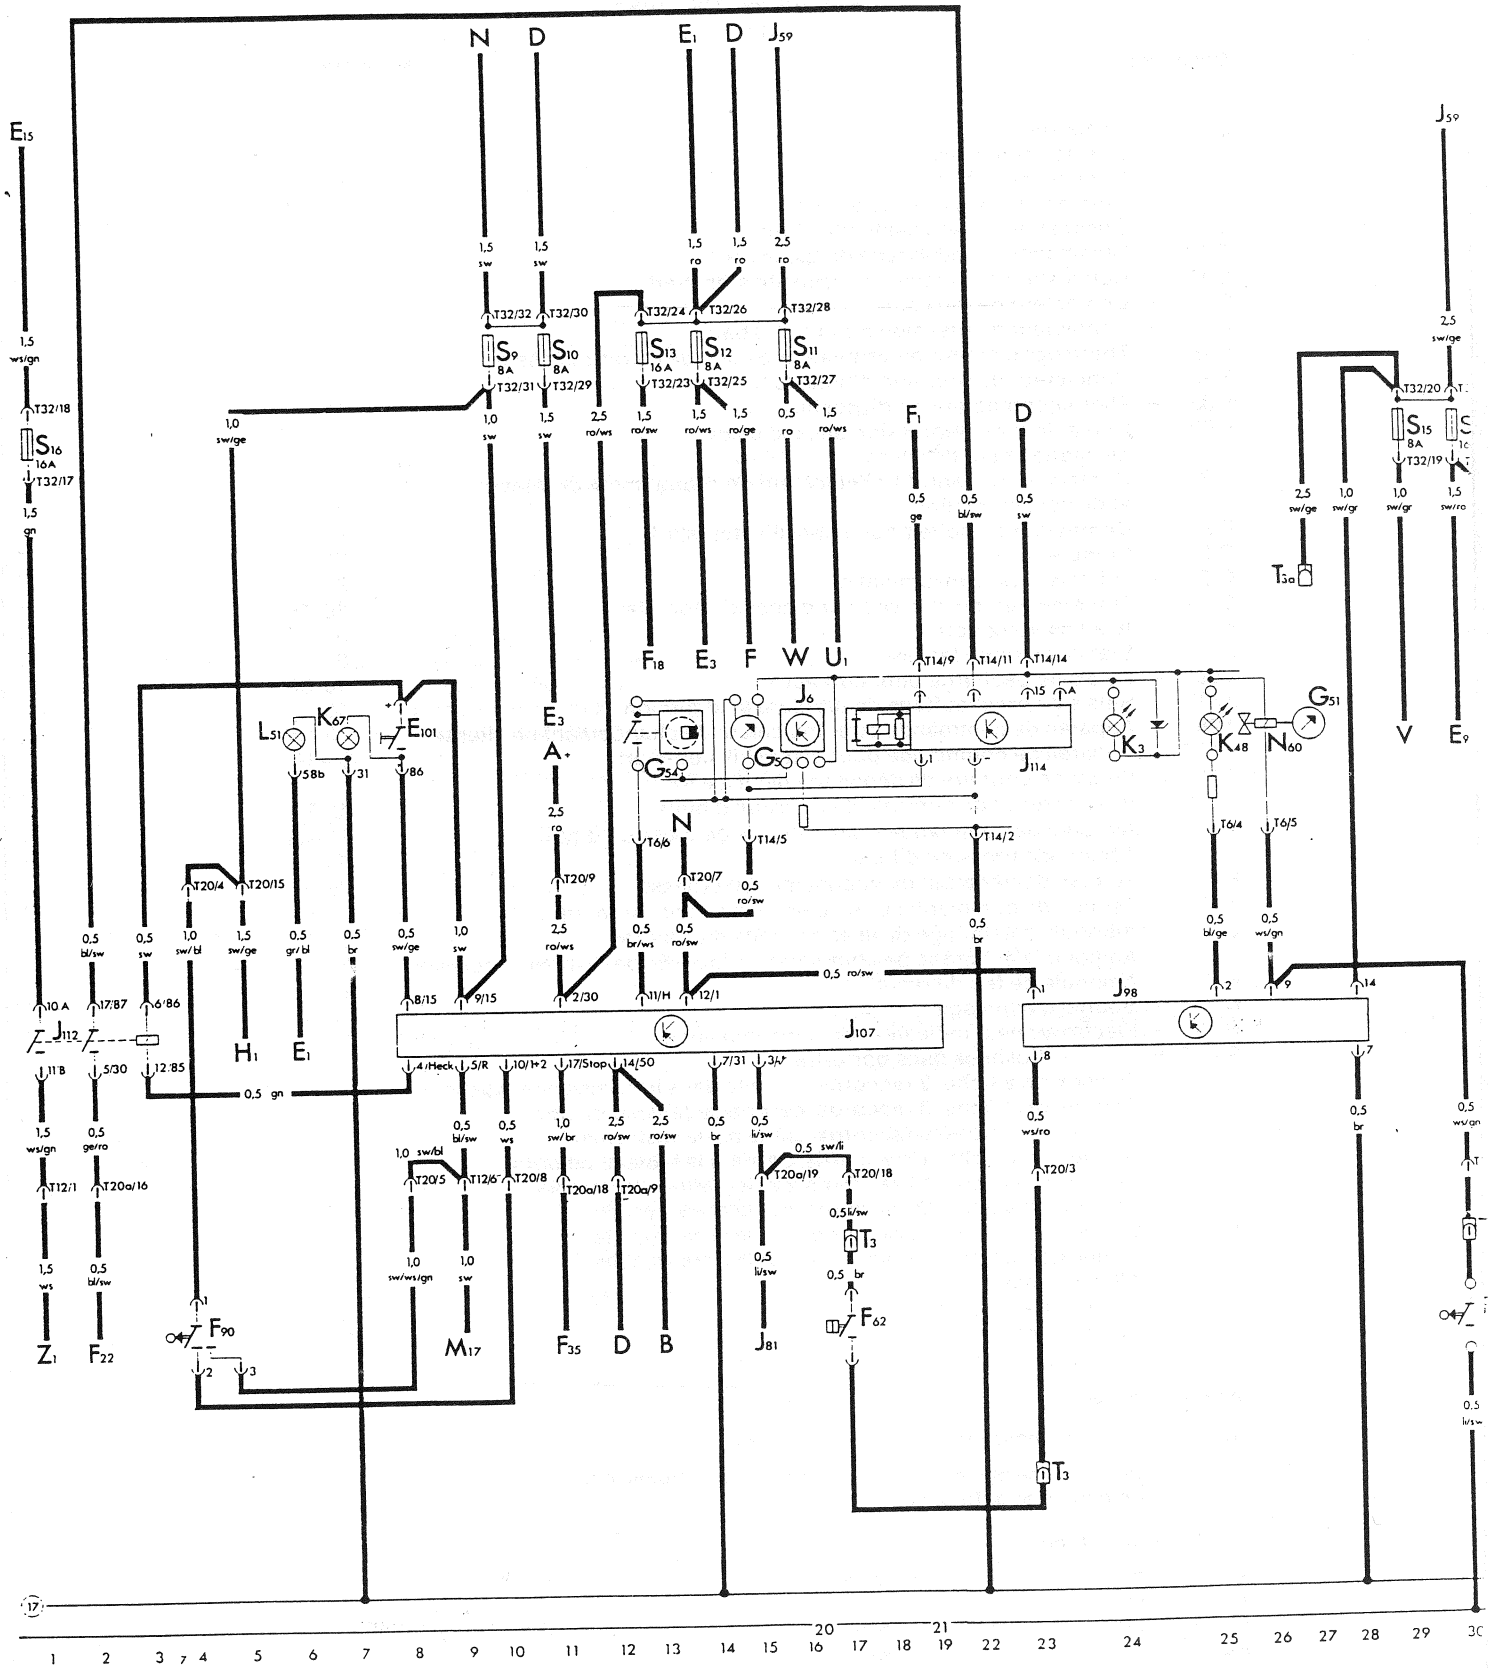 N D E1 D J59
E15 J59
1,5 sw 1,5 sw 1,5 ro 1,5 ro 2,5 ro
T32/32 T32/30 T32/24 T32/26 T32/28
1,5 ws/gn 2,5 sw/ge
S9 8A S10 8A S13 16A S12 8A S11 8A
T32/31 T32/29 T32/23 T32/25 T32/27 T32/20
T32/18
S16 16A
T32/17
1,0 sw/ge 1,0 sw 1,5 sw 2,5 ro/ws 1,5 ro/sw 1,5 ro/ws 1,5 ro/ge 0,5 ro 1,5 ro/ws
F1 D
S15 8A
T32/19
1,5 gn 0,5 ge 0,5 bl/sw 0,5 sw 2,5 sw/ge 1,0 sw/gr 1,0 sw/gr 1,5 sw/ro
T3a
F18 E3 F W U1 T14/9 T14/11 T14/14
L51 K67 + E101 E3 J6 15 A G51
A+ V E9
58b 31 86 G54 G5 1 - J114 K3 K48 N60
2,5 ro N T6/6 T14/5 T14/2 T6/4 T6/5
T20/4 T20/15 T20/9 T20/7
0,5 ro/sw
0,5 bl/sw 0,5 sw 1,0 sw/bl 1,5 sw/ge 0,5 gr/bl 0,5 br 0,5 sw/ge 1,0 sw 2,5 ro/ws 0,5 br/ws 0,5 ro/sw 0,5 br 0,5 bl/ge 0,5 ws/gn
0,5 ro/sw
10 A 17/87 6/86 8/15 9/15 2/30 11/H 12/1 1 J98 2 9 14
J112 H1 E1 J107
11 B 5/30 12/85 4/Heck 5/R 10/1+2 17/Stop 14/50 7/31 8 7
0,5 gn
1,5 ws/gn 0,5 ge/ro 0,5 bl/sw 0,5 ws 1,0 sw/br 2,5 ro/sw 2,5 ro/sw 0,5 br 0,5 li/sw 0,5 ws/ro 0,5 br 0,5 ws/gn
1,0 sw/bl 0,5 sw/li
T12/1 T20a/16 T20/5 T12/6 T20/8 T20a/18 T20a/9 T20a/19 T20/18 T20/3
0,5 li/sw
T3
1,5 ws 0,5 bl/sw 1,0 sw/ws/gn 1,0 sw 0,5 li/sw 0,5 br
1 F90 F62
Z1 F22 2 3 M17 F35 D B J81
0,5
T3
17
1 2 3 7 4 5 6 7 8 9 10 11 12 13 14 15 20 16 17 18 21 19 22 23 24 25 26 27 28 29